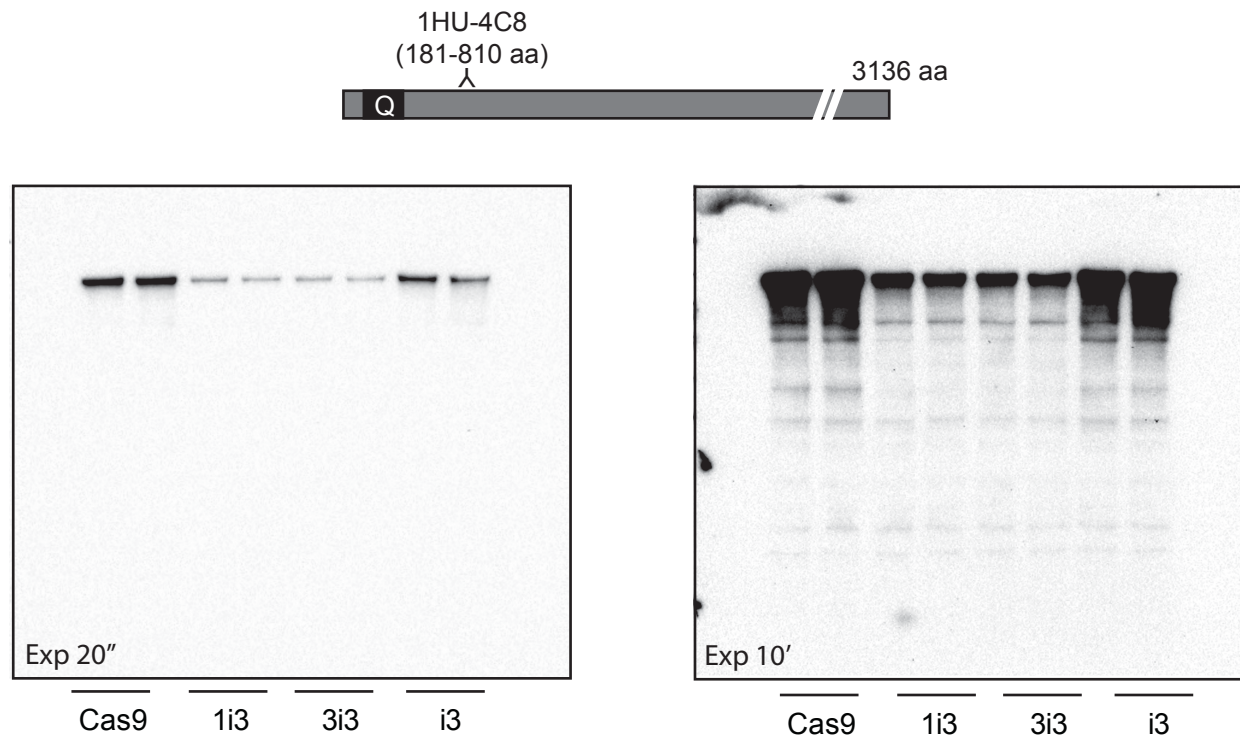 1HU-4C8
(181-810 aa)
3136 aa
Q
Exp 20″
Exp 10′
Cas9 1i3 3i3 i3
Cas9 1i3 3i3 i3